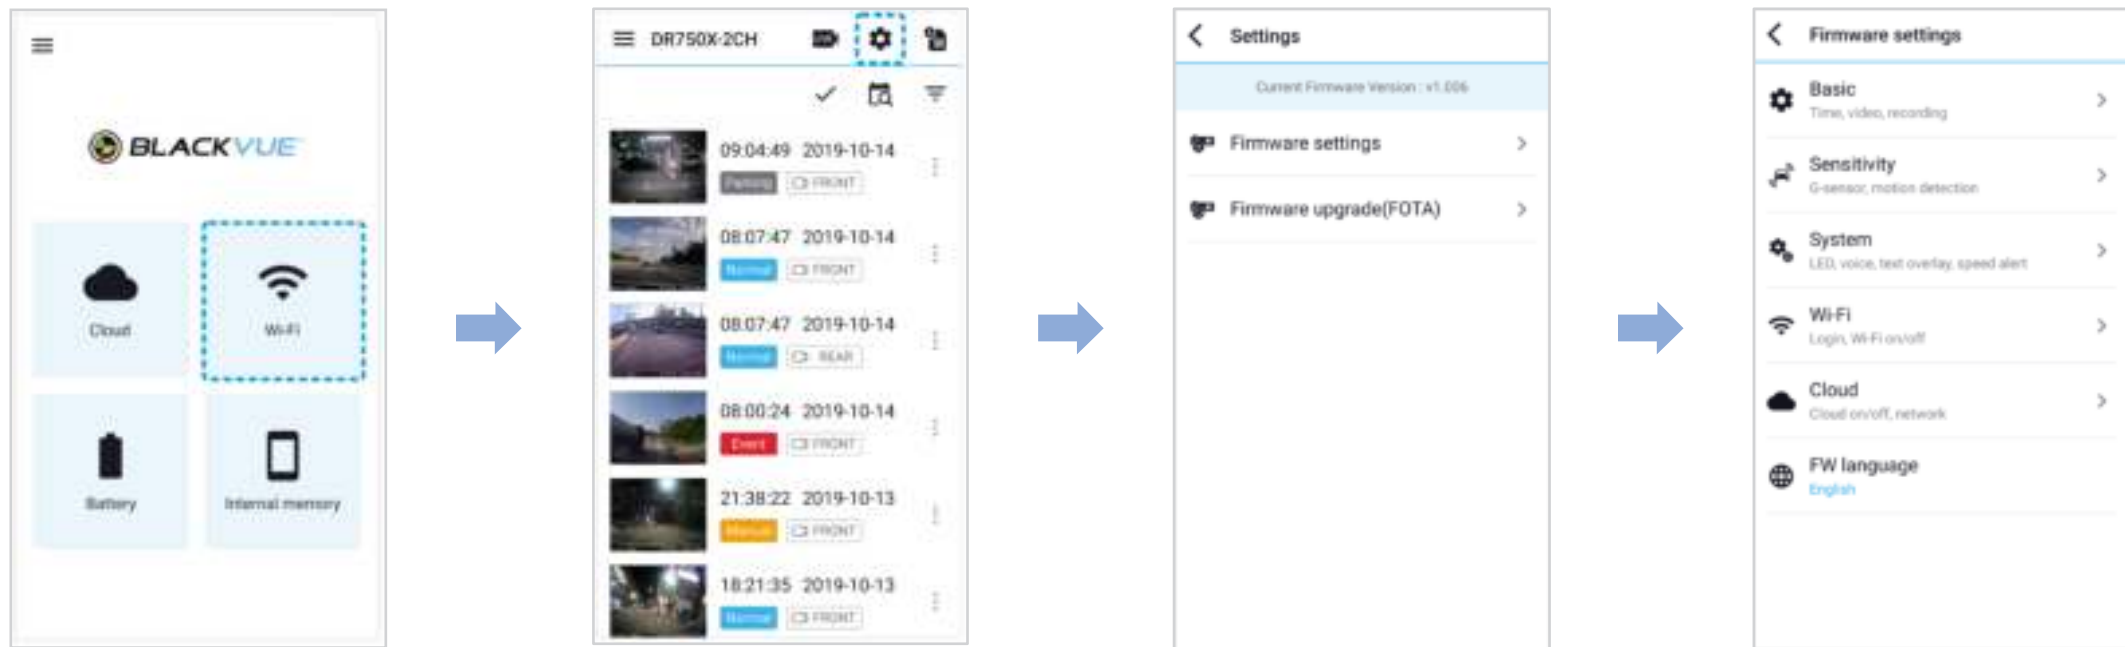 BLACKVUE
Cloud
Wi-Fi
Battery
Internal memory
DR750X-2CH
09:04:49 2019-10-14
Parking FRONT
08:07:47 2019-10-14
Normal FRONT
08:07:47 2019-10-14
Normal REAR
08:00:24 2019-10-14
Event FRONT
21:38:22 2019-10-13
Manual FRONT
18:21:35 2019-10-13
Normal FRONT
Settings
Current Firmware Version : v1.006
Firmware settings
Firmware upgrade(FOTA)
Firmware settings
Basic
Time, video, recording
Sensitivity
G-sensor, motion detection
System
LED, voice, text overlay, speed alert
Wi-Fi
Login, Wi-Fi on/off
Cloud
Cloud on/off, network
FW language
English